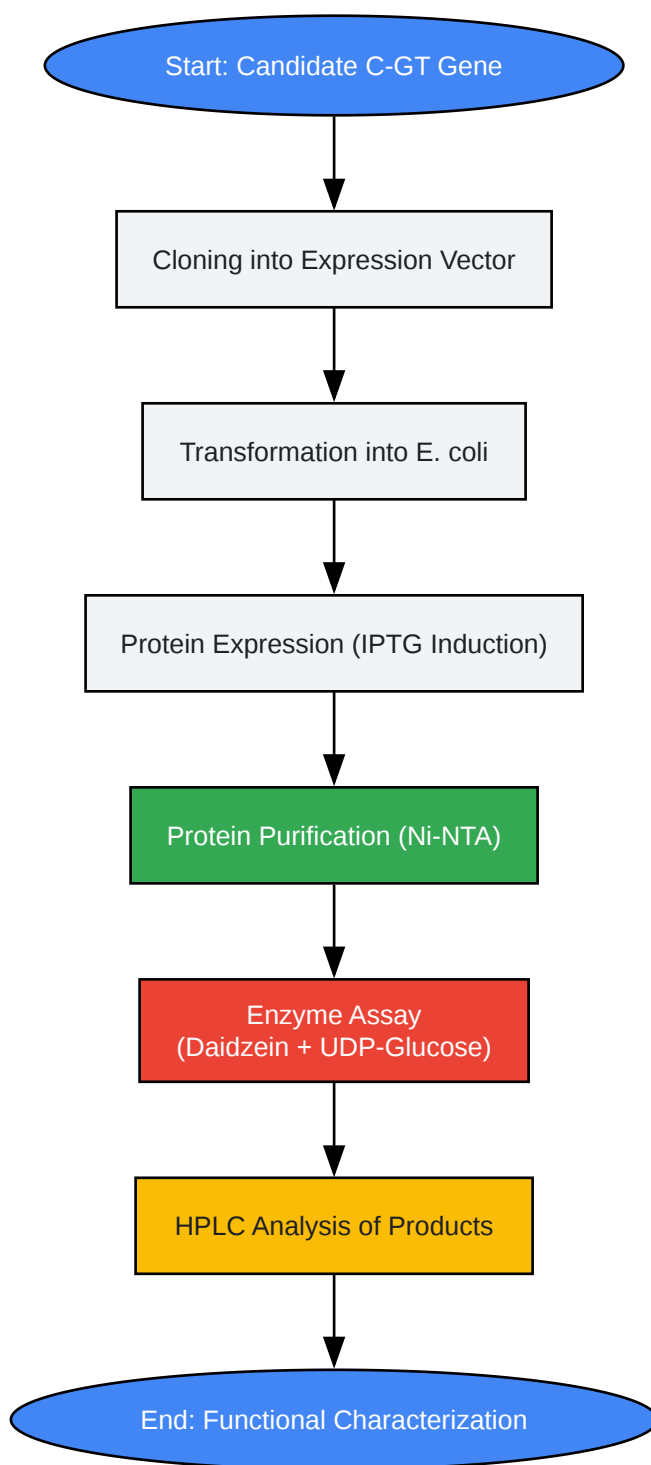 Start: Candidate C-GT Gene
Cloning into Expression Vector
Transformation into E. coli
Protein Expression (IPTG Induction)
Protein Purification (Ni-NTA)
Enzyme Assay
(Daidzein + UDP-Glucose)
HPLC Analysis of Products
End: Functional Characterization